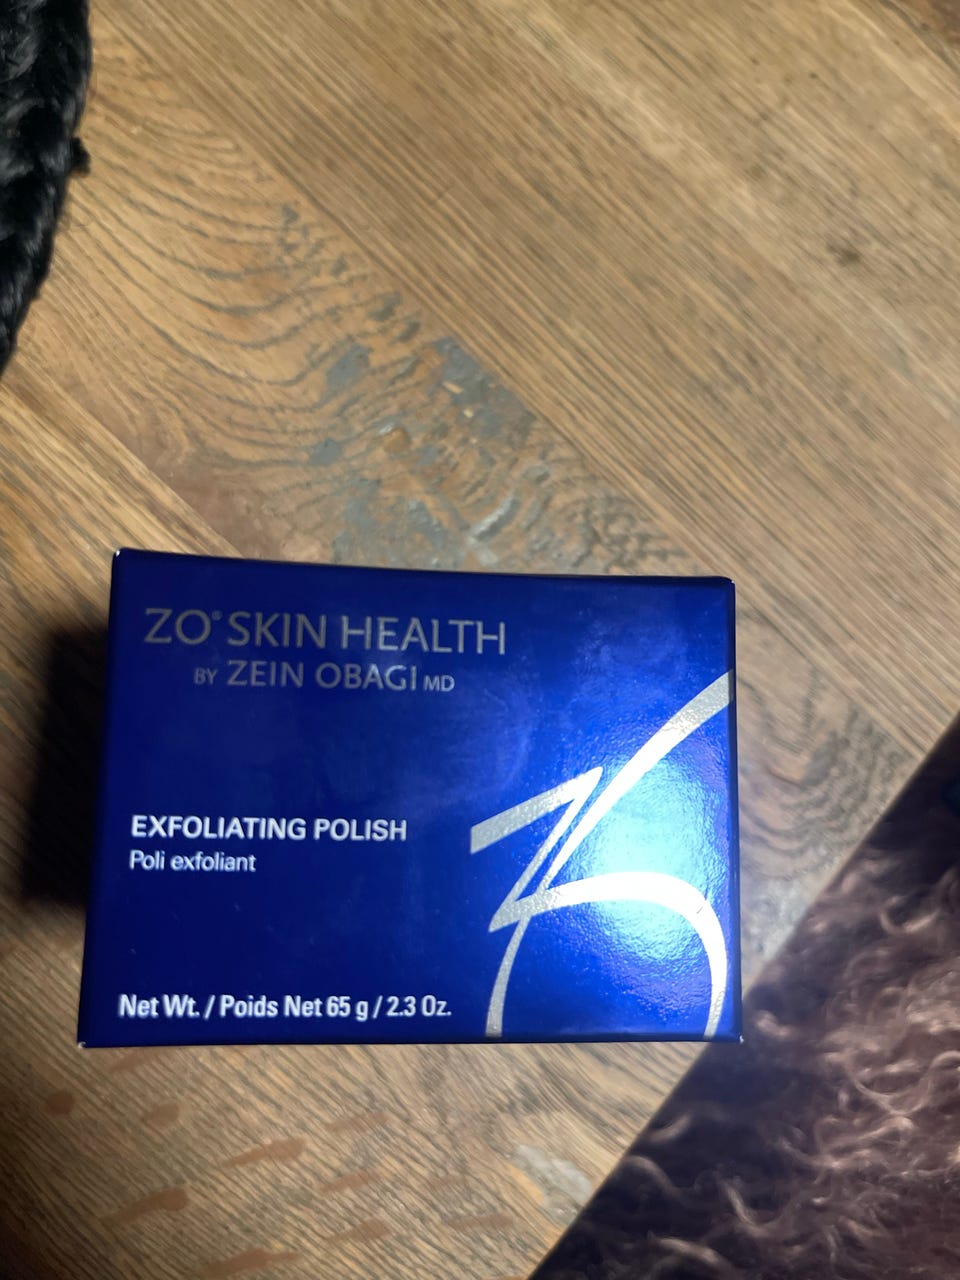 ZO® SKIN HEALTH
BY ZEIN OBAGI MD
EXFOLIATING POLISH
Poli exfoliant
Net Wt. / Poids Net 65 g / 2.3 Oz.